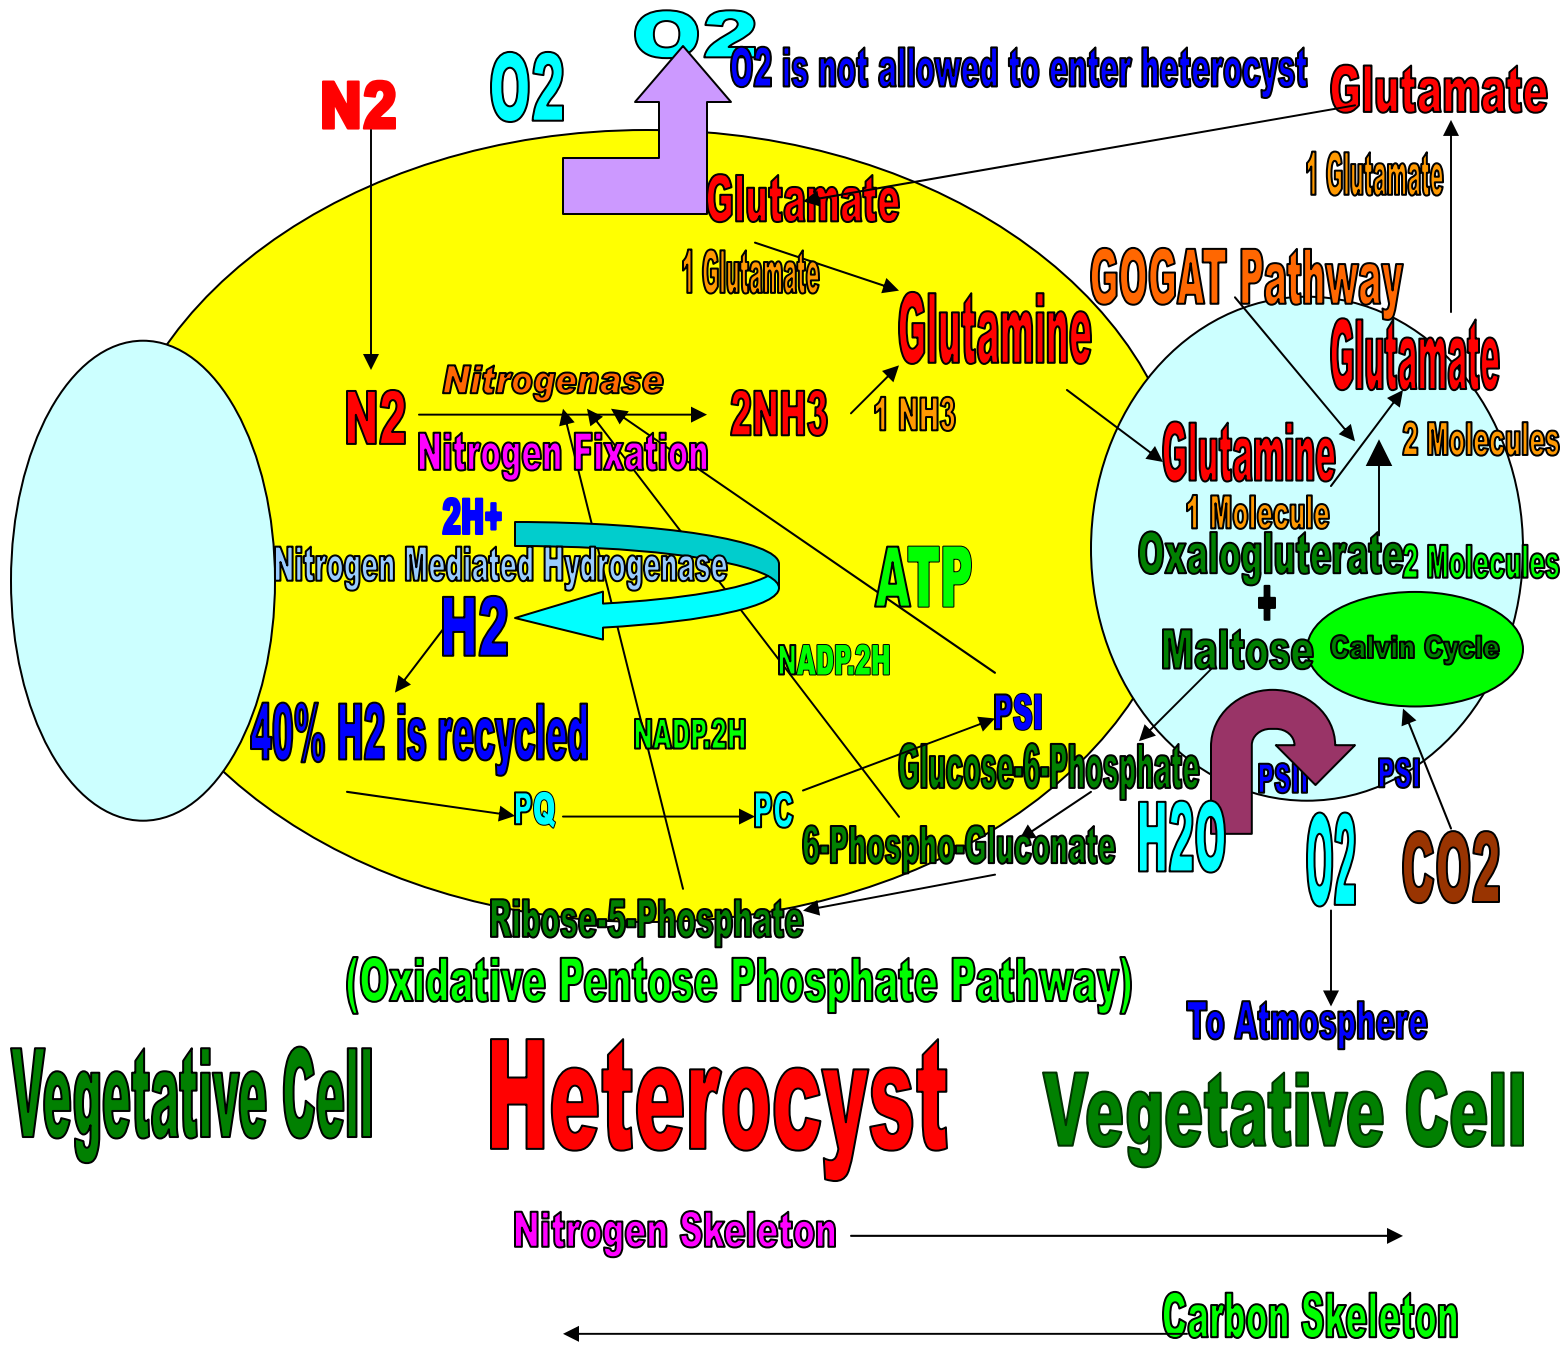 O2
O2
O2 is not allowed to enter heterocyst
N2
Glutamate
1 Glutamate
Glutamate
1 Glutamate
GOGAT Pathway
Glutamine
Glutamate
Nitrogenase
N2
2NH3
1 NH3
Nitrogen Fixation
Glutamine
2 Molecules
1 Molecule
2H+
Nitrogen Mediated Hydrogenase
ATP
Oxalogluterate
2 Molecules
+
H2
Maltose
Calvin Cycle
NADP.2H
40% H2 is recycled
NADP.2H
PSI
Glucose-6-Phosphate
PSII
PSI
PQ
PC
6-Phospho-Gluconate
H2O
O2
CO2
Ribose-5-Phosphate
(Oxidative Pentose Phosphate Pathway)
To Atmosphere
Vegetative Cell
Heterocyst
Vegetative Cell
Nitrogen Skeleton
Carbon Skeleton